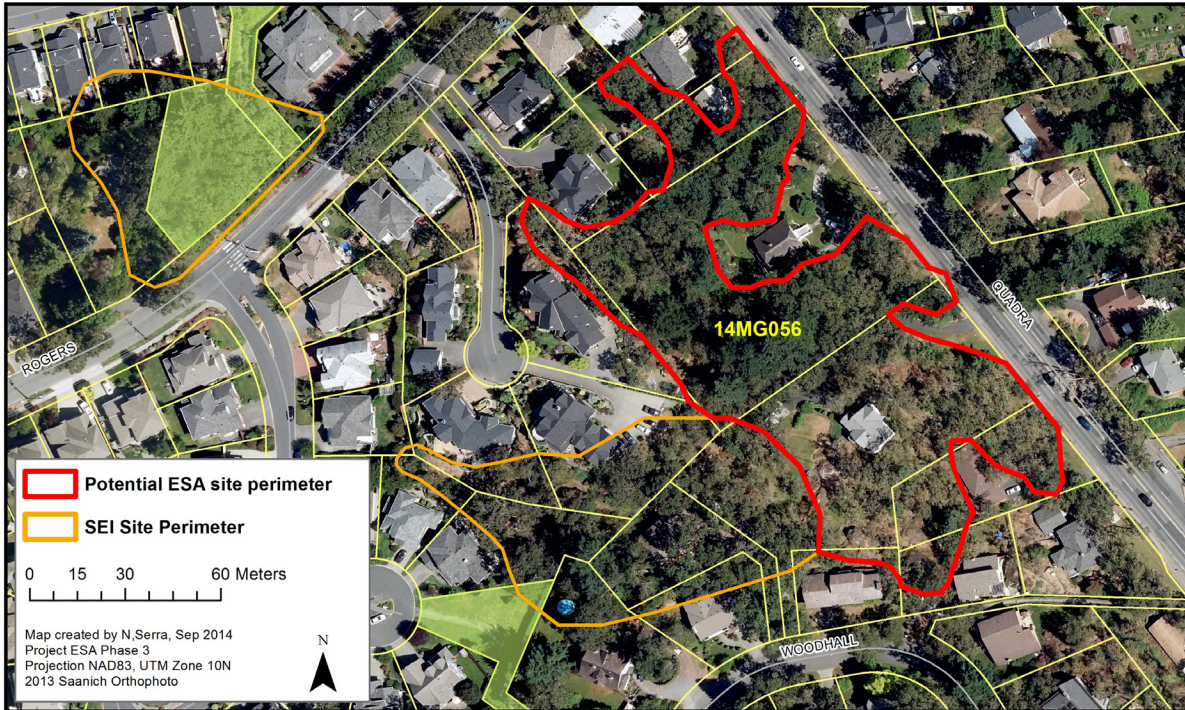 14MG056
QUADRA
ROGERS
WOODHALL
Potential ESA site perimeter
SEI Site Perimeter
0 15 30 60 Meters
Map created by N,Serra, Sep 2014
Project ESA Phase 3
Projection NAD83, UTM Zone 10N
2013 Saanich Orthophoto
N